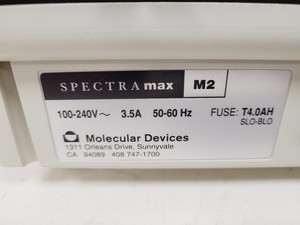 SPECTRAmax M2
100-240V~ 3.5A 50-60 Hz FUSE: T4.0AH
SLO-BLO
Molecular Devices
1311 Orleans Drive, Sunnyvale
CA 94089 408 747-1700